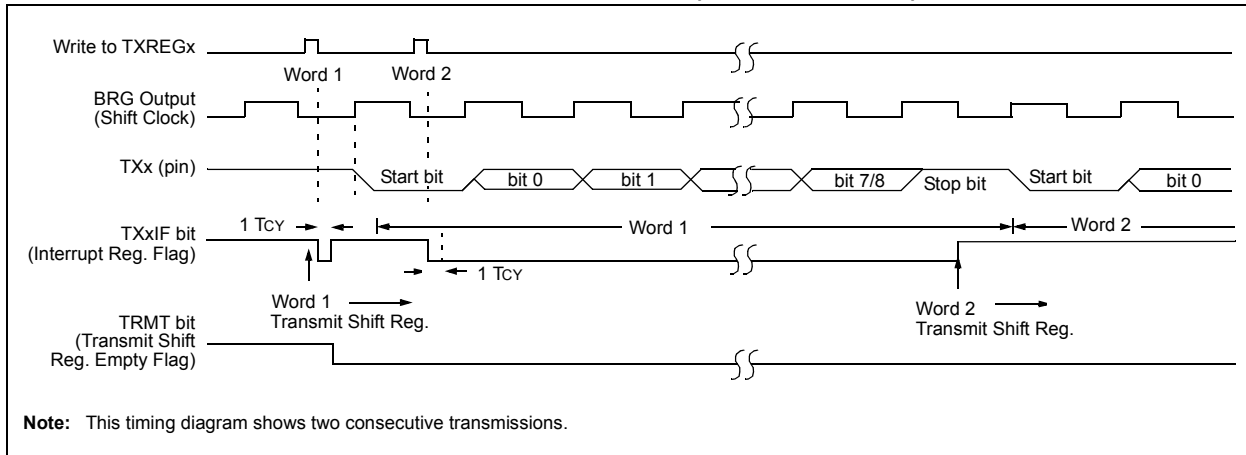 Write to TXREGx
Word 1
Word 2
BRG Output
(Shift Clock)
TXx (pin)
Start bit
bit 0
bit 1
bit 7/8
Stop bit
Start bit
bit 0
1 TCY
TXxIF bit
(Interrupt Reg. Flag)
Word 1
Word 2
1 TCY
Word 1
Transmit Shift Reg.
Word 2
Transmit Shift Reg.
TRMT bit
(Transmit Shift
Reg. Empty Flag)
Note: This timing diagram shows two consecutive transmissions.